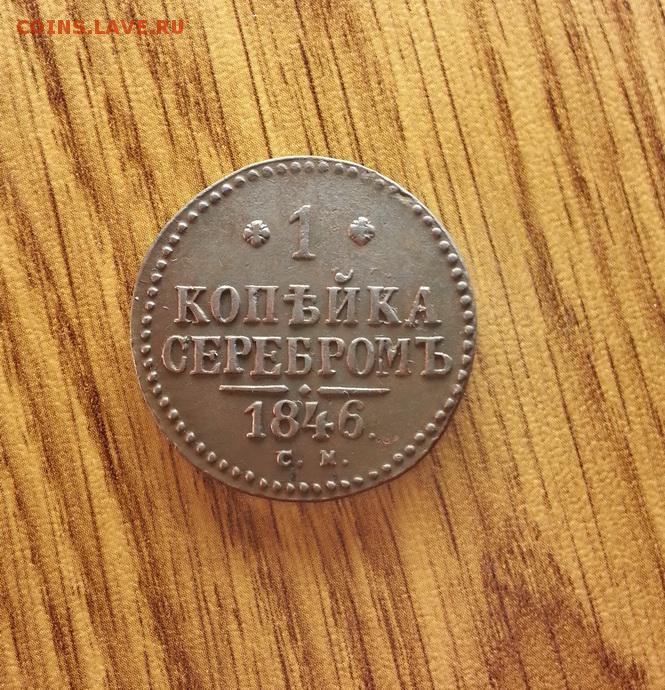 COINS.LAVE.RU
1
КОПѢЙКА
СЕРЕБРОМЪ
1846.
С. М.